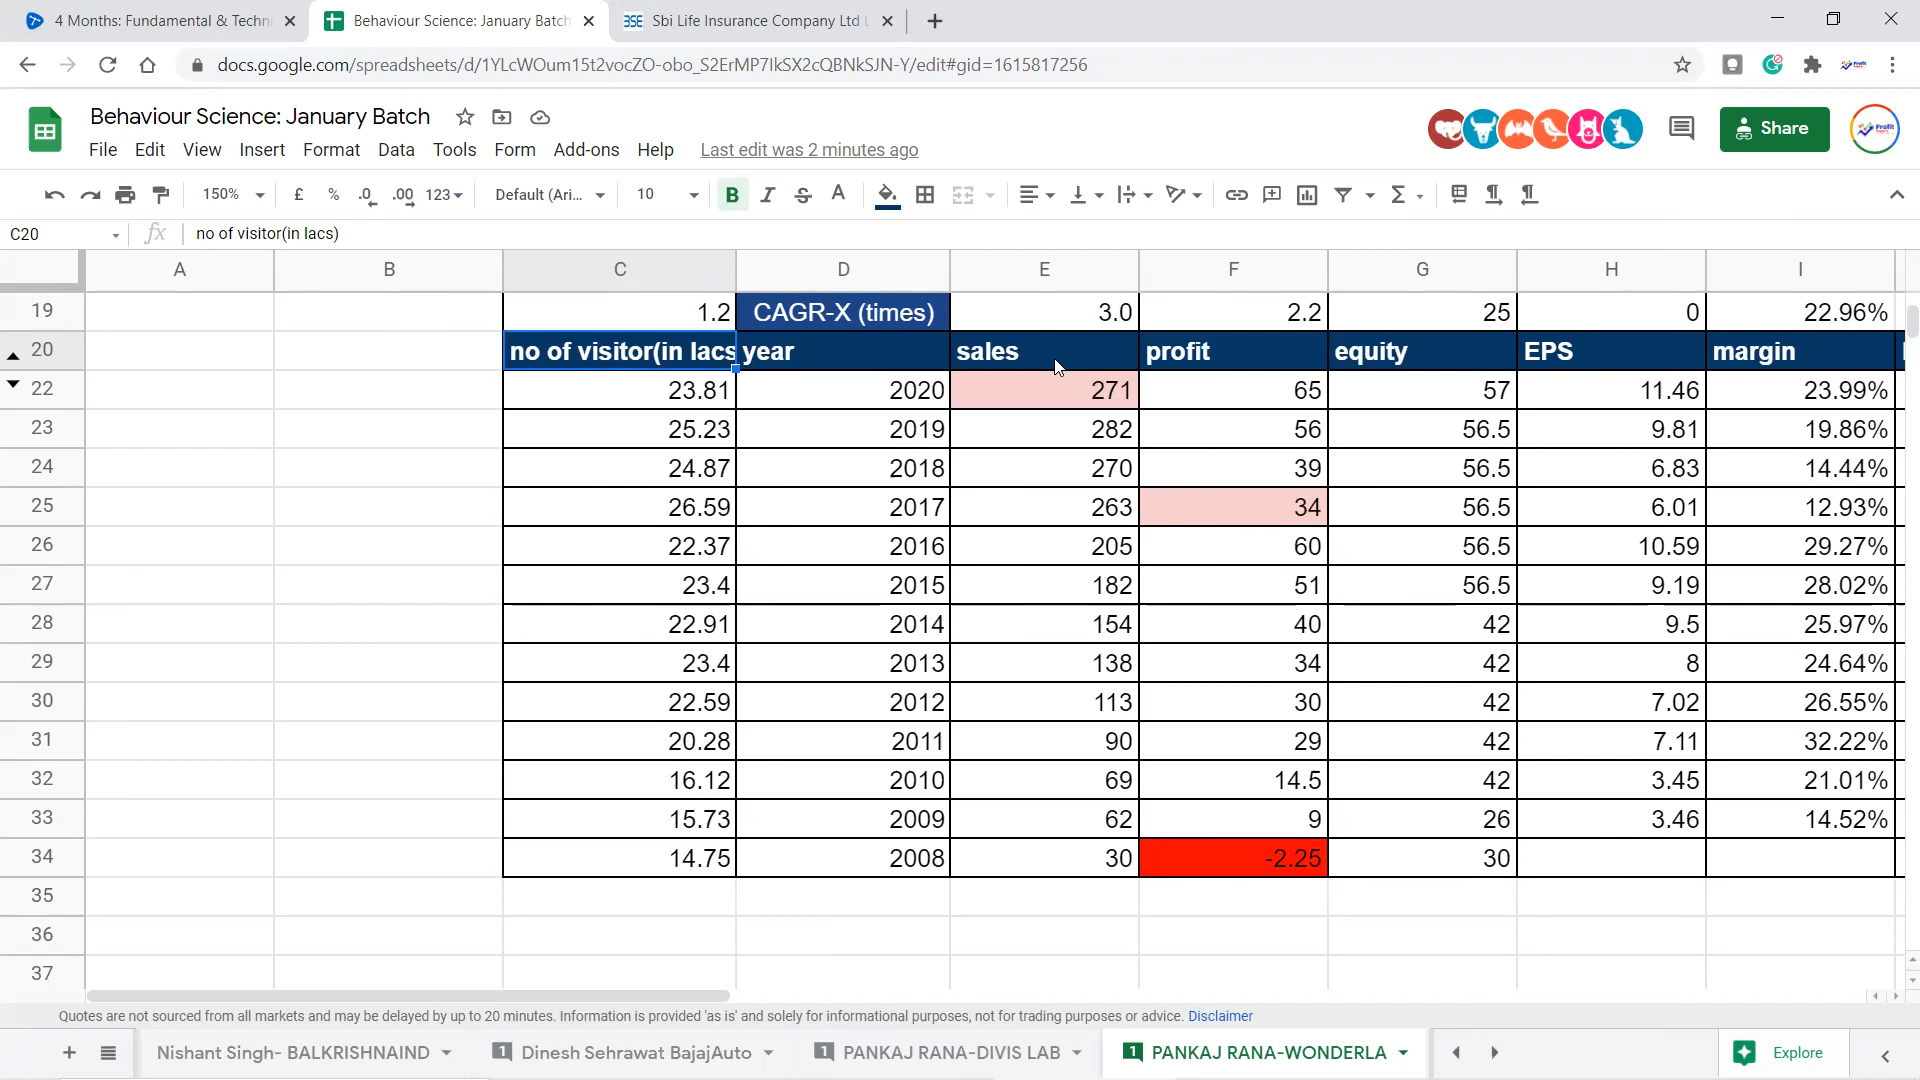 4 Months: Fundamental & Techni
Behaviour Science: January Batch
Sbi Life Insurance Company Ltd L
docs.google.com/spreadsheets/d/1YLcWOum15t2vocZO-obo_S2ErMP7IkSX2cQBNkSJN-Y/edit#gid=1615817256
Behaviour Science: January Batch
Share
File Edit View Insert Format Data Tools Form Add-ons Help Last edit was 2 minutes ago
150% £ % .0 .00 123 Default (Ari... 10 B I S A
C20 fx no of visitor(in lacs)
A B C D E F G H I
19 1.2 CAGR-X (times) 3.0 2.2 25 0 22.96%
20 no of visitor(in lacs year sales profit equity EPS margin
22 23.81 2020 271 65 57 11.46 23.99%
23 25.23 2019 282 56 56.5 9.81 19.86%
24 24.87 2018 270 39 56.5 6.83 14.44%
25 26.59 2017 263 34 56.5 6.01 12.93%
26 22.37 2016 205 60 56.5 10.59 29.27%
27 23.4 2015 182 51 56.5 9.19 28.02%
28 22.91 2014 154 40 42 9.5 25.97%
29 23.4 2013 138 34 42 8 24.64%
30 22.59 2012 113 30 42 7.02 26.55%
31 20.28 2011 90 29 42 7.11 32.22%
32 16.12 2010 69 14.5 42 3.45 21.01%
33 15.73 2009 62 9 26 3.46 14.52%
34 14.75 2008 30 -2.25 30
35
36
37
Quotes are not sourced from all markets and may be delayed by up to 20 minutes. Information is provided 'as is' and solely for informational purposes, not for trading purposes or advice. Disclaimer
Nishant Singh- BALKRISHNAIND 1 Dinesh Sehrawat BajajAuto 1 PANKAJ RANA-DIVIS LAB 1 PANKAJ RANA-WONDERLA Explore